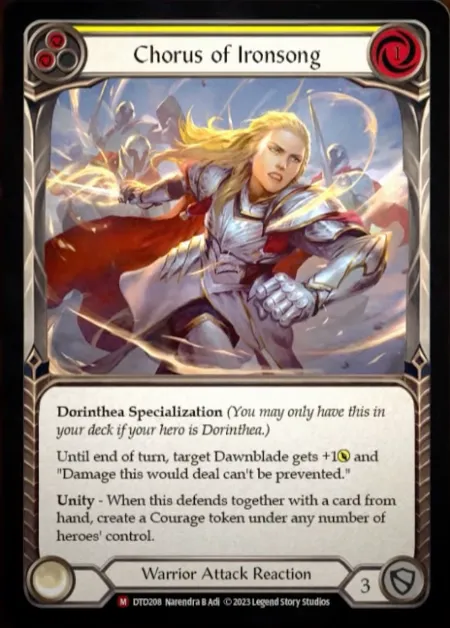 Chorus of Ironsong
1
Dorinthea Specialization (You may only have this in
your deck if your hero is Dorinthea.)
Until end of turn, target Dawnblade gets +1 and
"Damage this would deal can't be prevented."
Unity - When this defends together with a card from
hand, create a Courage token under any number of
heroes' control.
Warrior Attack Reaction
3
M DTD208 Narendra B Adi © 2023 Legend Story Studios